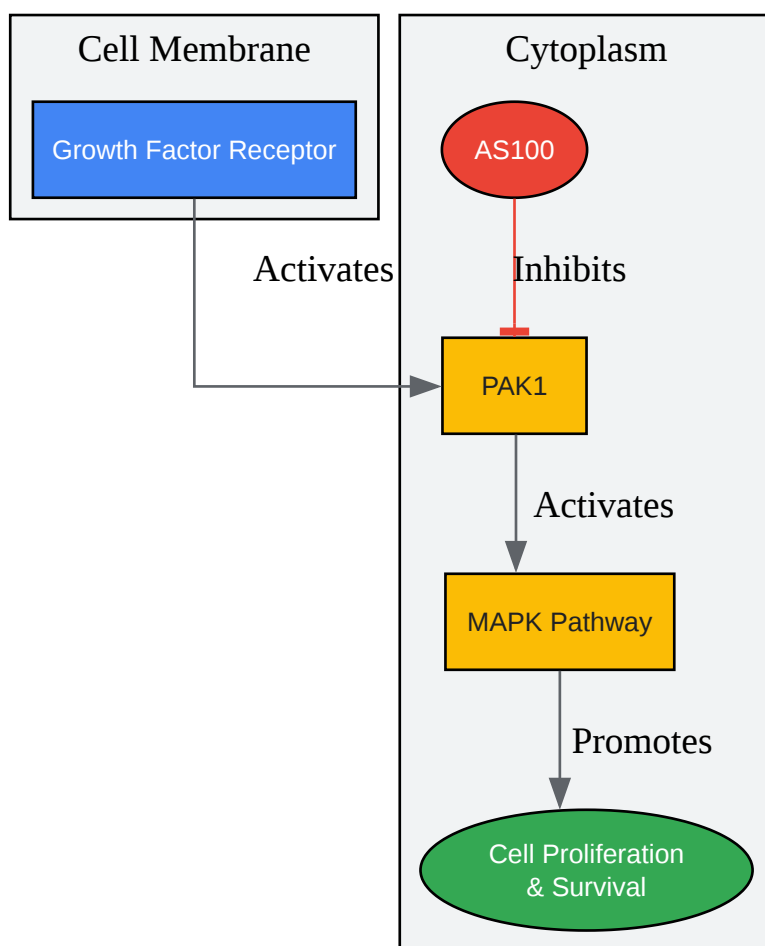 Cell Membrane
Cytoplasm
Growth Factor Receptor
AS100
Activates
Inhibits
PAK1
Activates
MAPK Pathway
Promotes
Cell Proliferation
& Survival